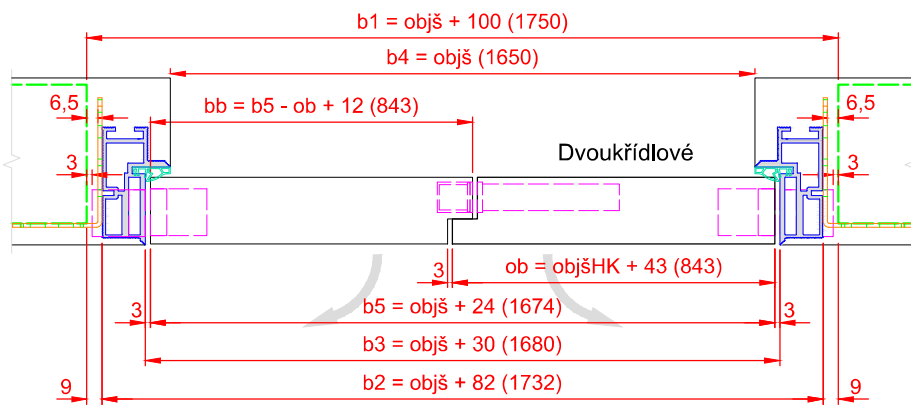 b1 = objš + 100 (1750)
b4 = objš (1650)
6,5
bb = b5 - ob + 12 (843)
6,5
Dvoukřídlové
3
3
3
ob = objšHK + 43 (843)
3
b5 = objš + 24 (1674)
3
b3 = objš + 30 (1680)
9
b2 = objš + 82 (1732)
9